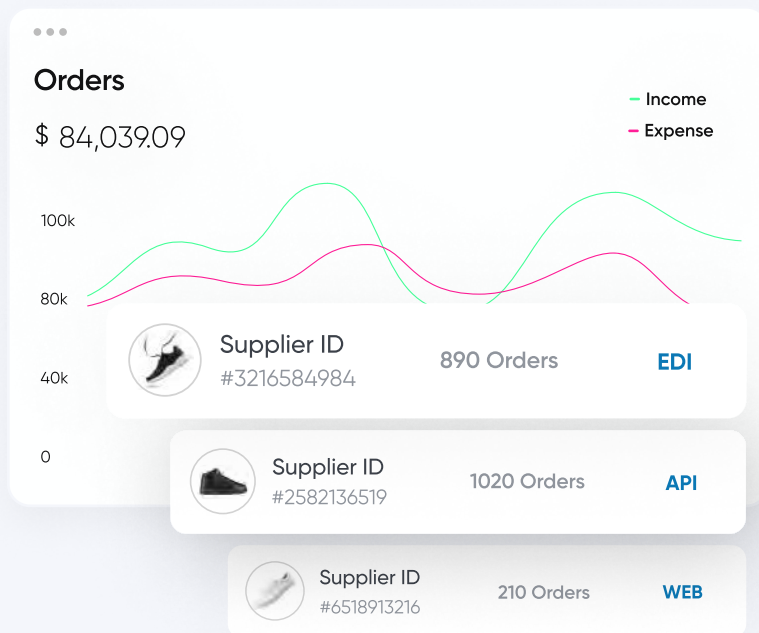 Orders
$ 84,039.09
Income
Expense
100k
80k
40k
0
Supplier ID
#3216584984
890 Orders
EDI
Supplier ID
#2582136519
1020 Orders
API
Supplier ID
#6518913216
210 Orders
WEB